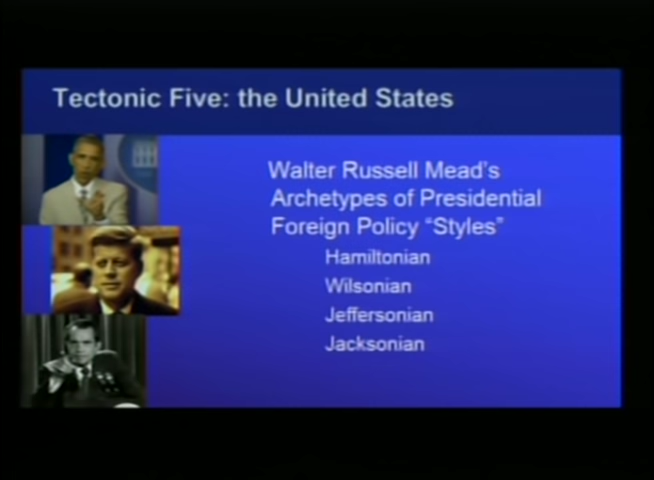 Tectonic Five: the United States
Walter Russell Mead's
Archetypes of Presidential
Foreign Policy “Styles”
Hamiltonian
Wilsonian
Jeffersonian
Jacksonian